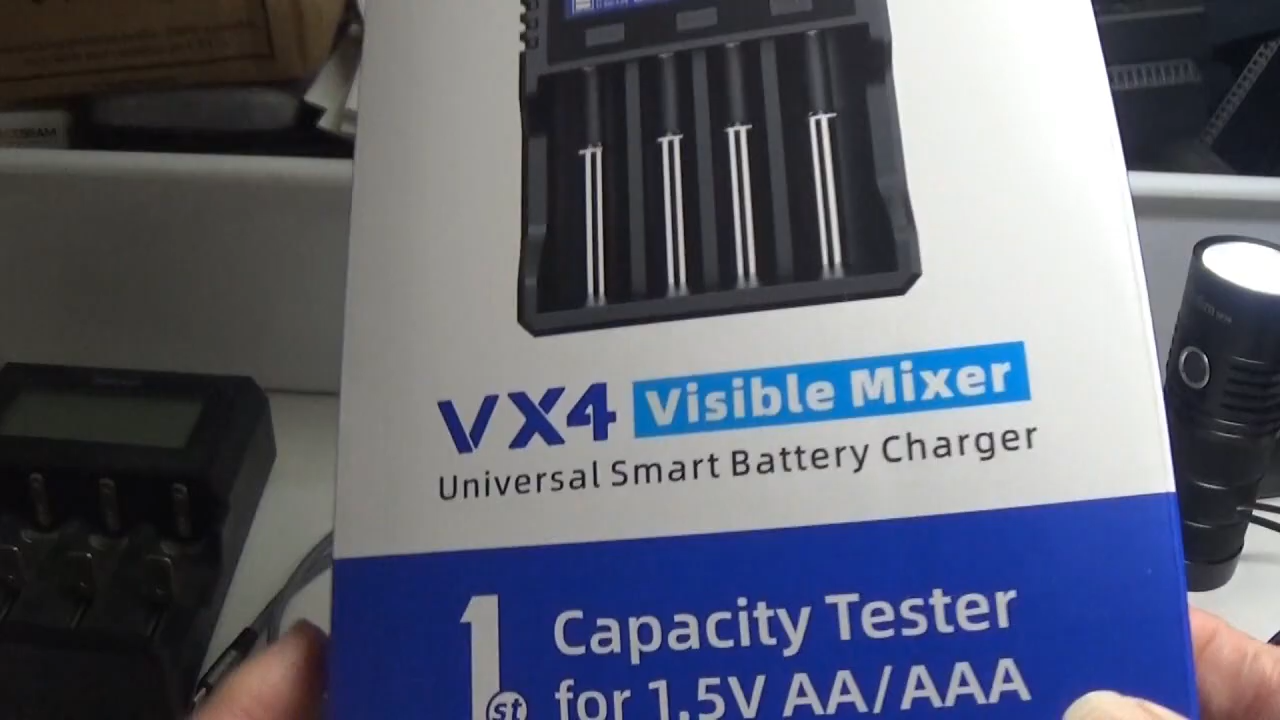 VX4 Visible Mixer
Universal Smart Battery Charger
1st Capacity Tester
for 1.5V AA/AAA